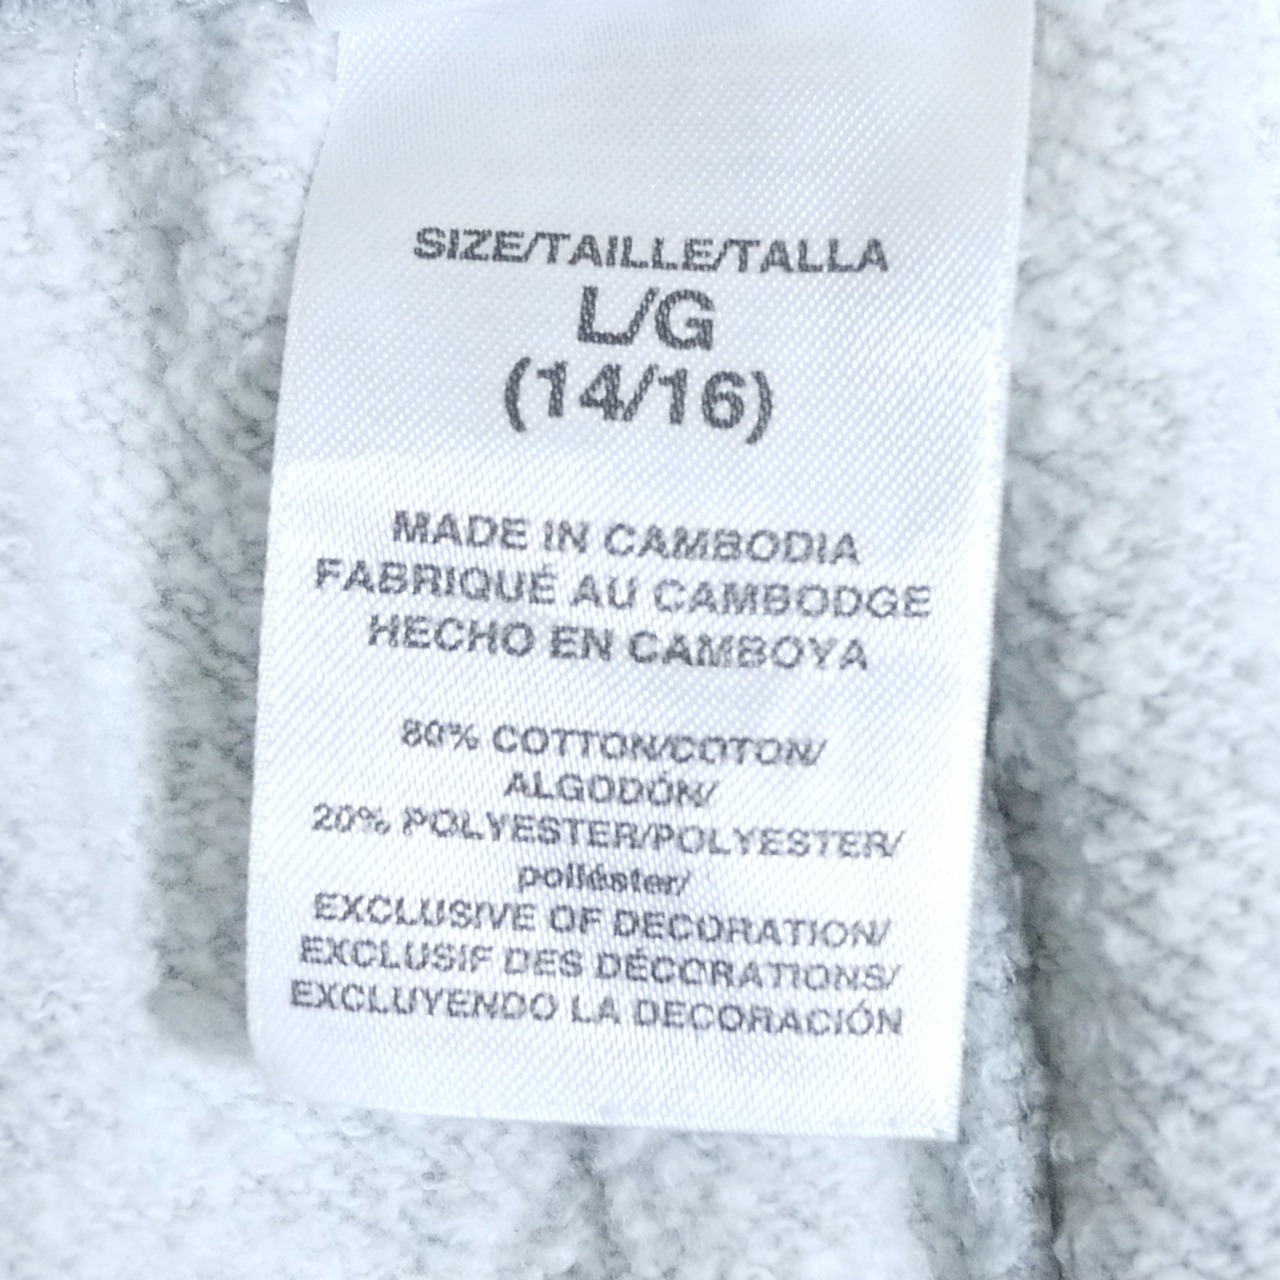 SIZE/TAILLE/TALLA
L/G
(14/16)
MADE IN CAMBODIA
FABRIQUÉ AU CAMBODGE
HECHO EN CAMBOYA
80% COTTON/COTON/
ALGODÓN/
20% POLYESTER/POLYESTER/
poliéster/
EXCLUSIVE OF DECORATION/
EXCLUSIF DES DÉCORATIONS/
EXCLUYENDO LA DECORACIÓN